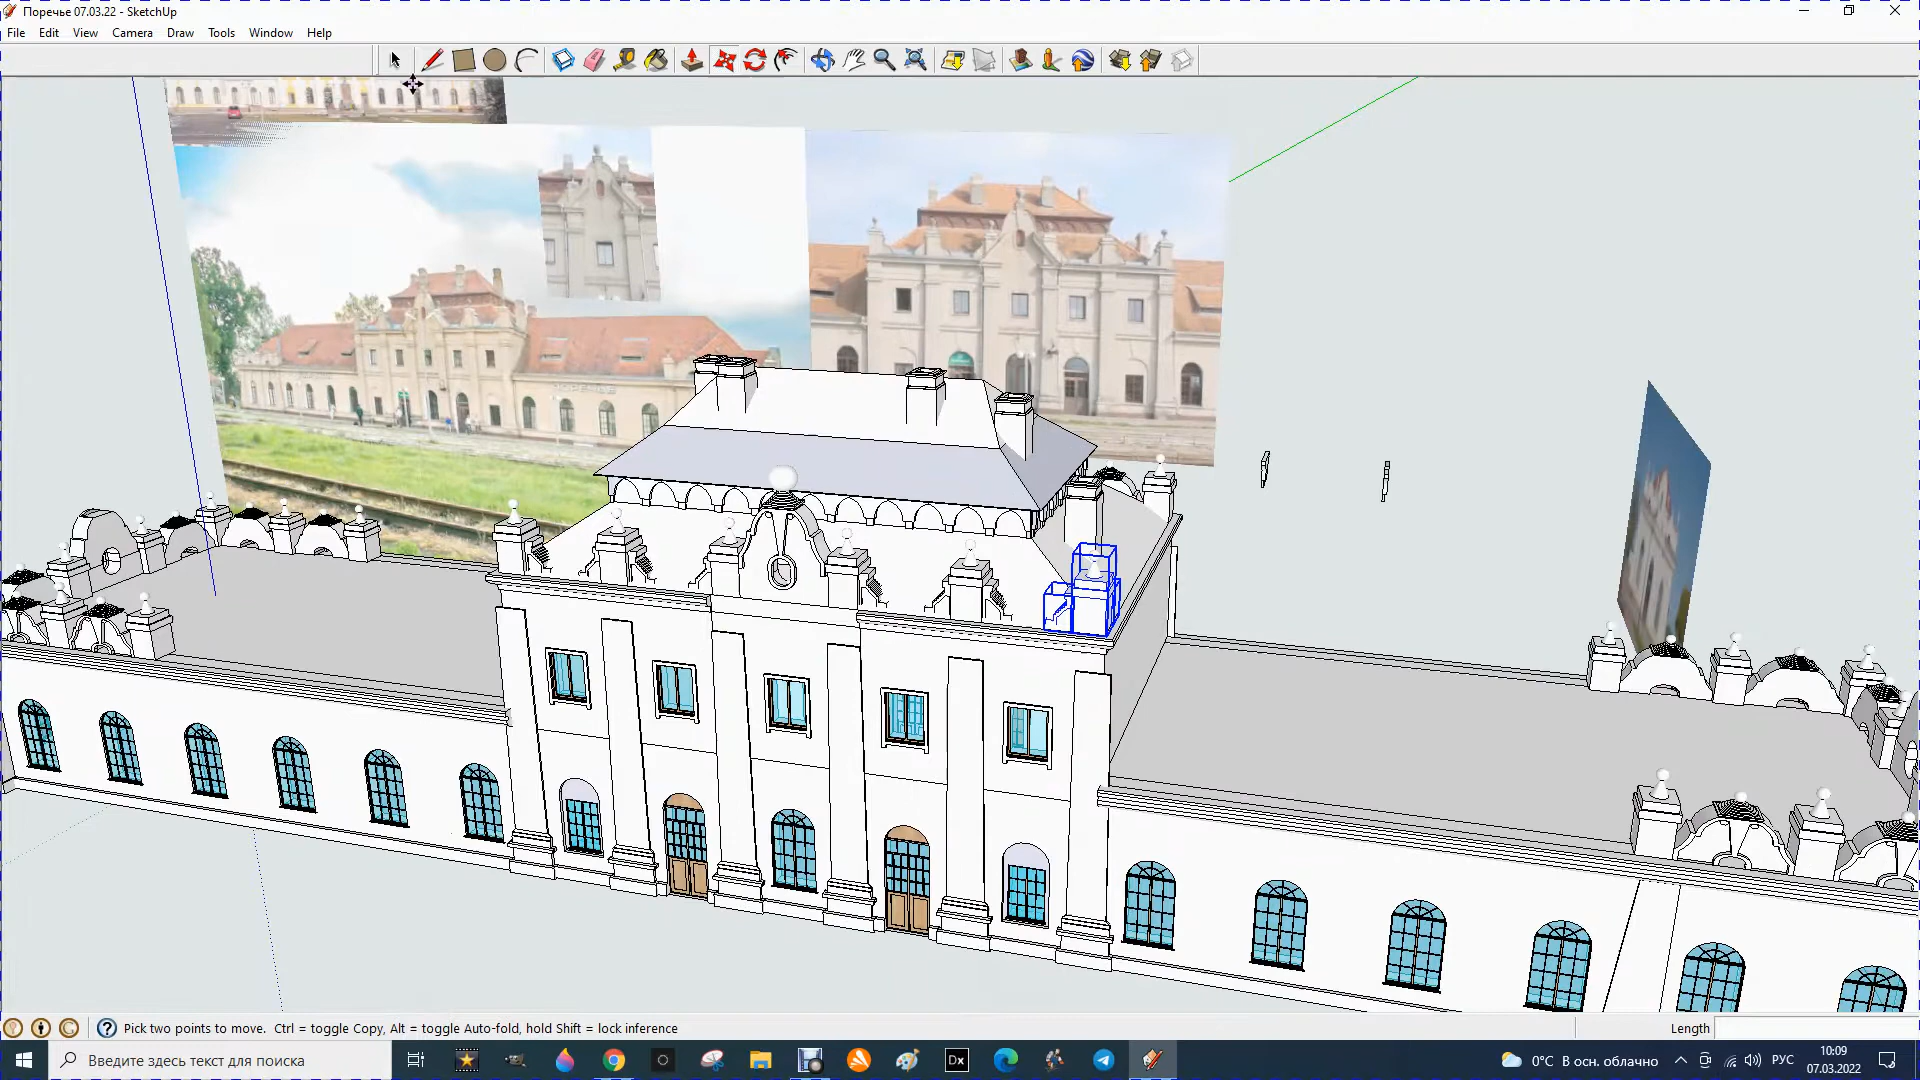 Поречье 07.03.22 - SketchUp
File Edit View Camera Draw Tools Window Help
Pick two points to move. Ctrl = toggle Copy, Alt = toggle Auto-fold, hold Shift = lock inference
Length
Введите здесь текст для поиска
Dx
0°C В осн. облачно
РУС
10:09
07.03.2022